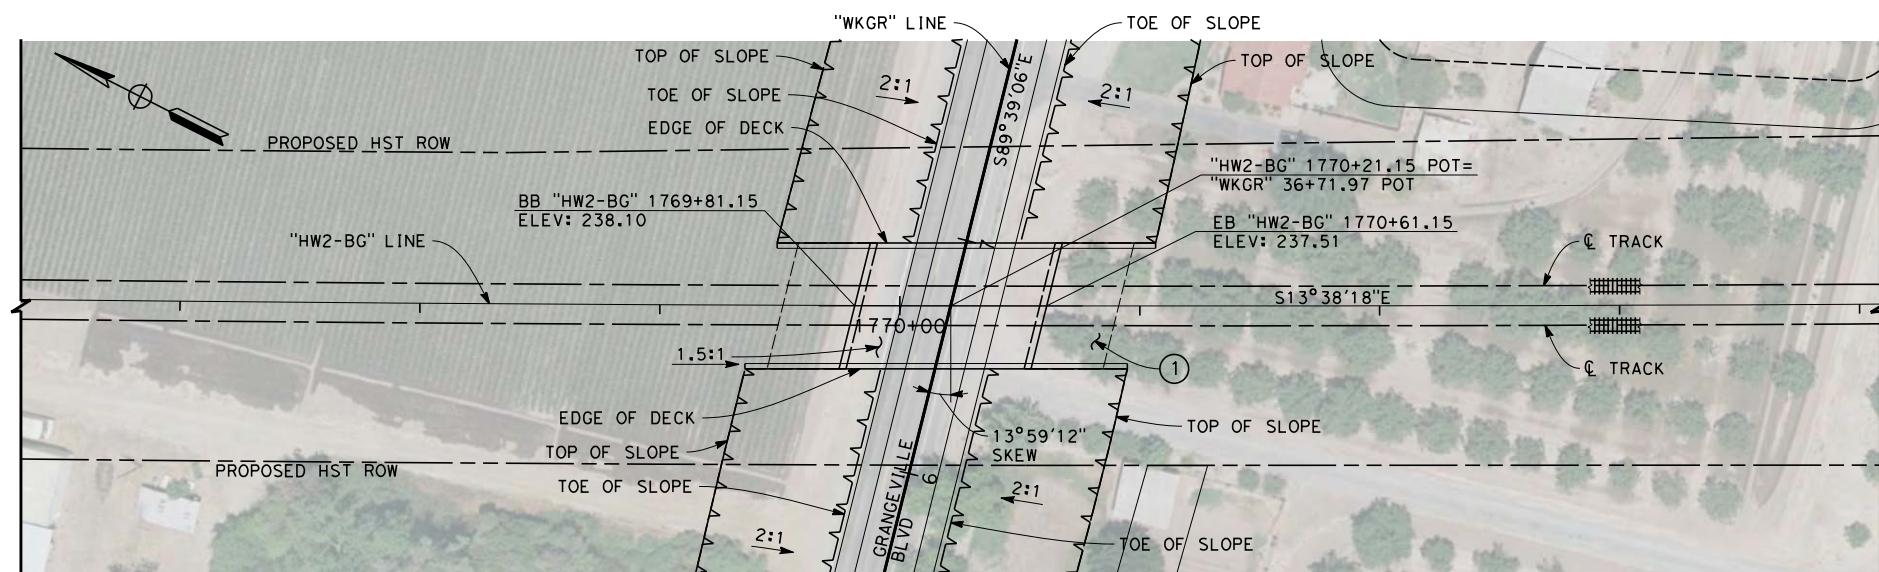 "WKGR" LINE
TOE OF SLOPE
TOP OF SLOPE
TOP OF SLOPE
2:1
2:1
TOE OF SLOPE
S89°39'06"E
EDGE OF DECK
PROPOSED HST ROW
"HW2-BG" 1770+21.15 POT=
"WKGR" 36+71.97 POT
BB "HW2-BG" 1769+81.15
ELEV: 238.10
EB "HW2-BG" 1770+61.15
ELEV: 237.51
"HW2-BG" LINE
℄ TRACK
7
S13°38'18"E
1770+00
1.5:1
1
℄ TRACK
EDGE OF DECK
TOP OF SLOPE
13°59'12"
SKEW
TOP OF SLOPE
PROPOSED HST ROW
TOE OF SLOPE
6
2:1
GRANGEVILLE
BLVD
2:1
TOE OF SLOPE